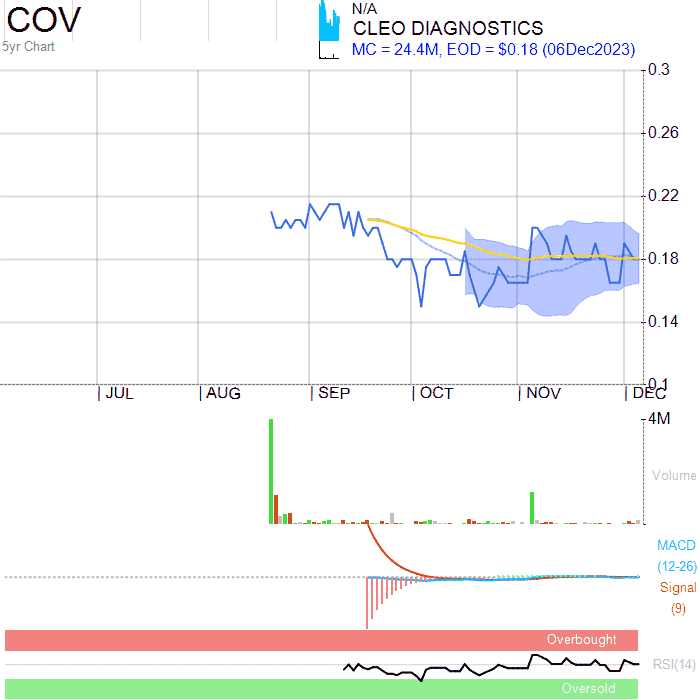 COV
5yr Chart
N/A
CLEO DIAGNOSTICS
MC = 24.4M, EOD = $0.18 (06Dec2023)
0.3
0.26
0.22
0.18
0.14
0.1
JUL AUG SEP OCT NOV DEC
4M
Volume
MACD
(12-26)
Signal
(9)
Overbought
RSI(14)
Oversold